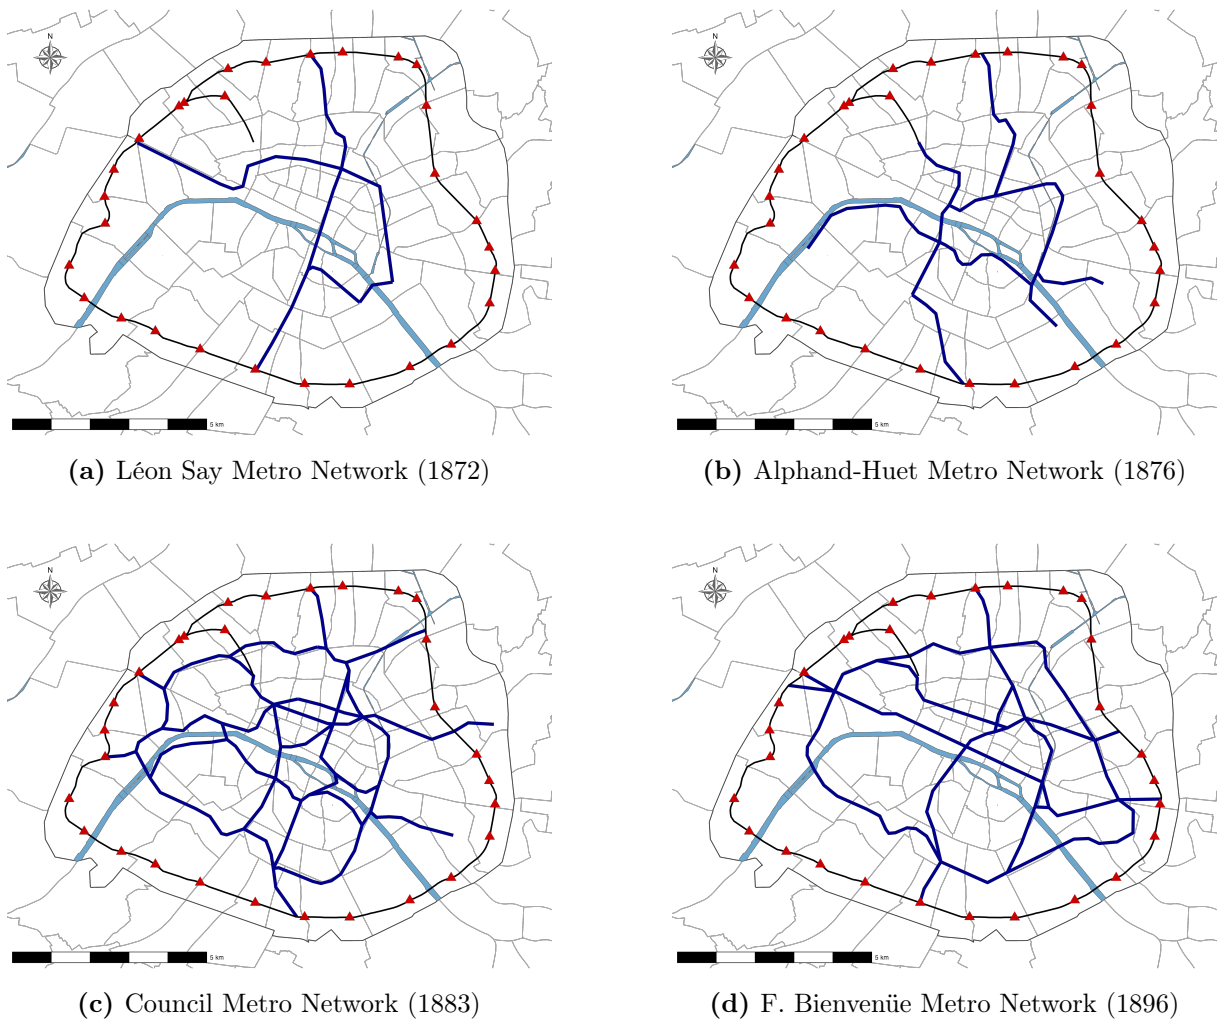 N
N
5 km
5 km
(a) Léon Say Metro Network (1872)
(b) Alphand-Huet Metro Network (1876)
N
N
5 km
5 km
(c) Council Metro Network (1883)
(d) F. Bienvenüe Metro Network (1896)